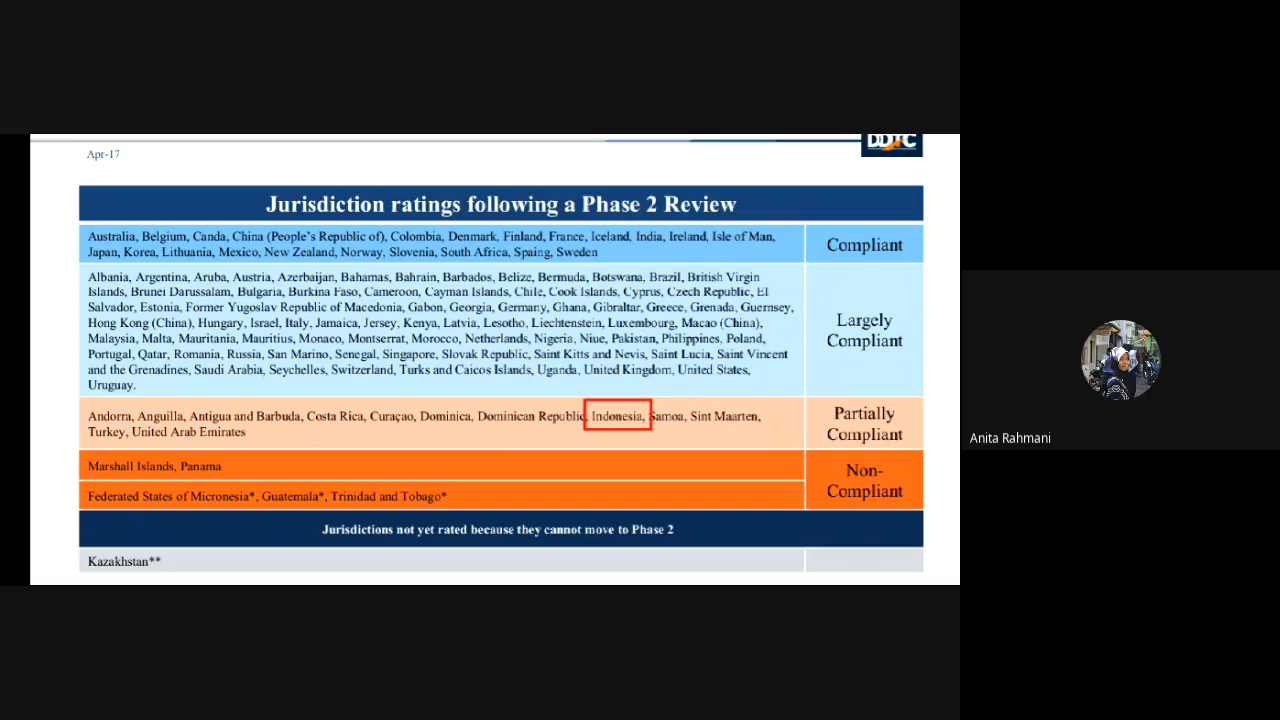 DDTC
Apr-17
Jurisdiction ratings following a Phase 2 Review
Australia, Belgium, Canda, China (People's Republic of), Colombia, Denmark, Finland, France, Iceland, India, Ireland, Isle of Man,
Japan, Korea, Lithuania, Mexico, New Zealand, Norway, Slovenia, South Africa, Spaing, Sweden
Compliant
Albania, Argentina, Aruba, Austria, Azerbaijan, Bahamas, Bahrain, Barbados, Belize, Bermuda, Botswana, Brazil, British Virgin
Islands, Brunei Darussalam, Bulgaria, Burkina Faso, Cameroon, Cayman Islands, Chile, Cook Islands, Cyprus, Czech Republic, El
Salvador, Estonia, Former Yugoslav Republic of Macedonia, Gabon, Georgia, Germany, Ghana, Gibraltar, Greece, Grenada, Guernsey,
Hong Kong (China), Hungary, Israel, Italy, Jamaica, Jersey, Kenya, Latvia, Lesotho, Liechtenstein, Luxembourg, Macao (China),
Malaysia, Malta, Mauritania, Mauritius, Monaco, Montserrat, Morocco, Netherlands, Nigeria, Niue, Pakistan, Philippines, Poland,
Portugal, Qatar, Romania, Russia, San Marino, Senegal, Singapore, Slovak Republic, Saint Kitts and Nevis, Saint Lucia, Saint Vincent
and the Grenadines, Saudi Arabia, Seychelles, Switzerland, Turks and Caicos Islands, Uganda, United Kingdom, United States,
Uruguay.
Largely
Compliant
Andorra, Anguilla, Antigua and Barbuda, Costa Rica, Curaçao, Dominica, Dominican Republic, Indonesia, Samoa, Sint Maarten,
Turkey, United Arab Emirates
Partially
Compliant
Marshall Islands, Panama
Federated States of Micronesia*, Guatemala*, Trinidad and Tobago*
Non-
Compliant
Jurisdictions not yet rated because they cannot move to Phase 2
Kazakhstan**
Anita Rahmani